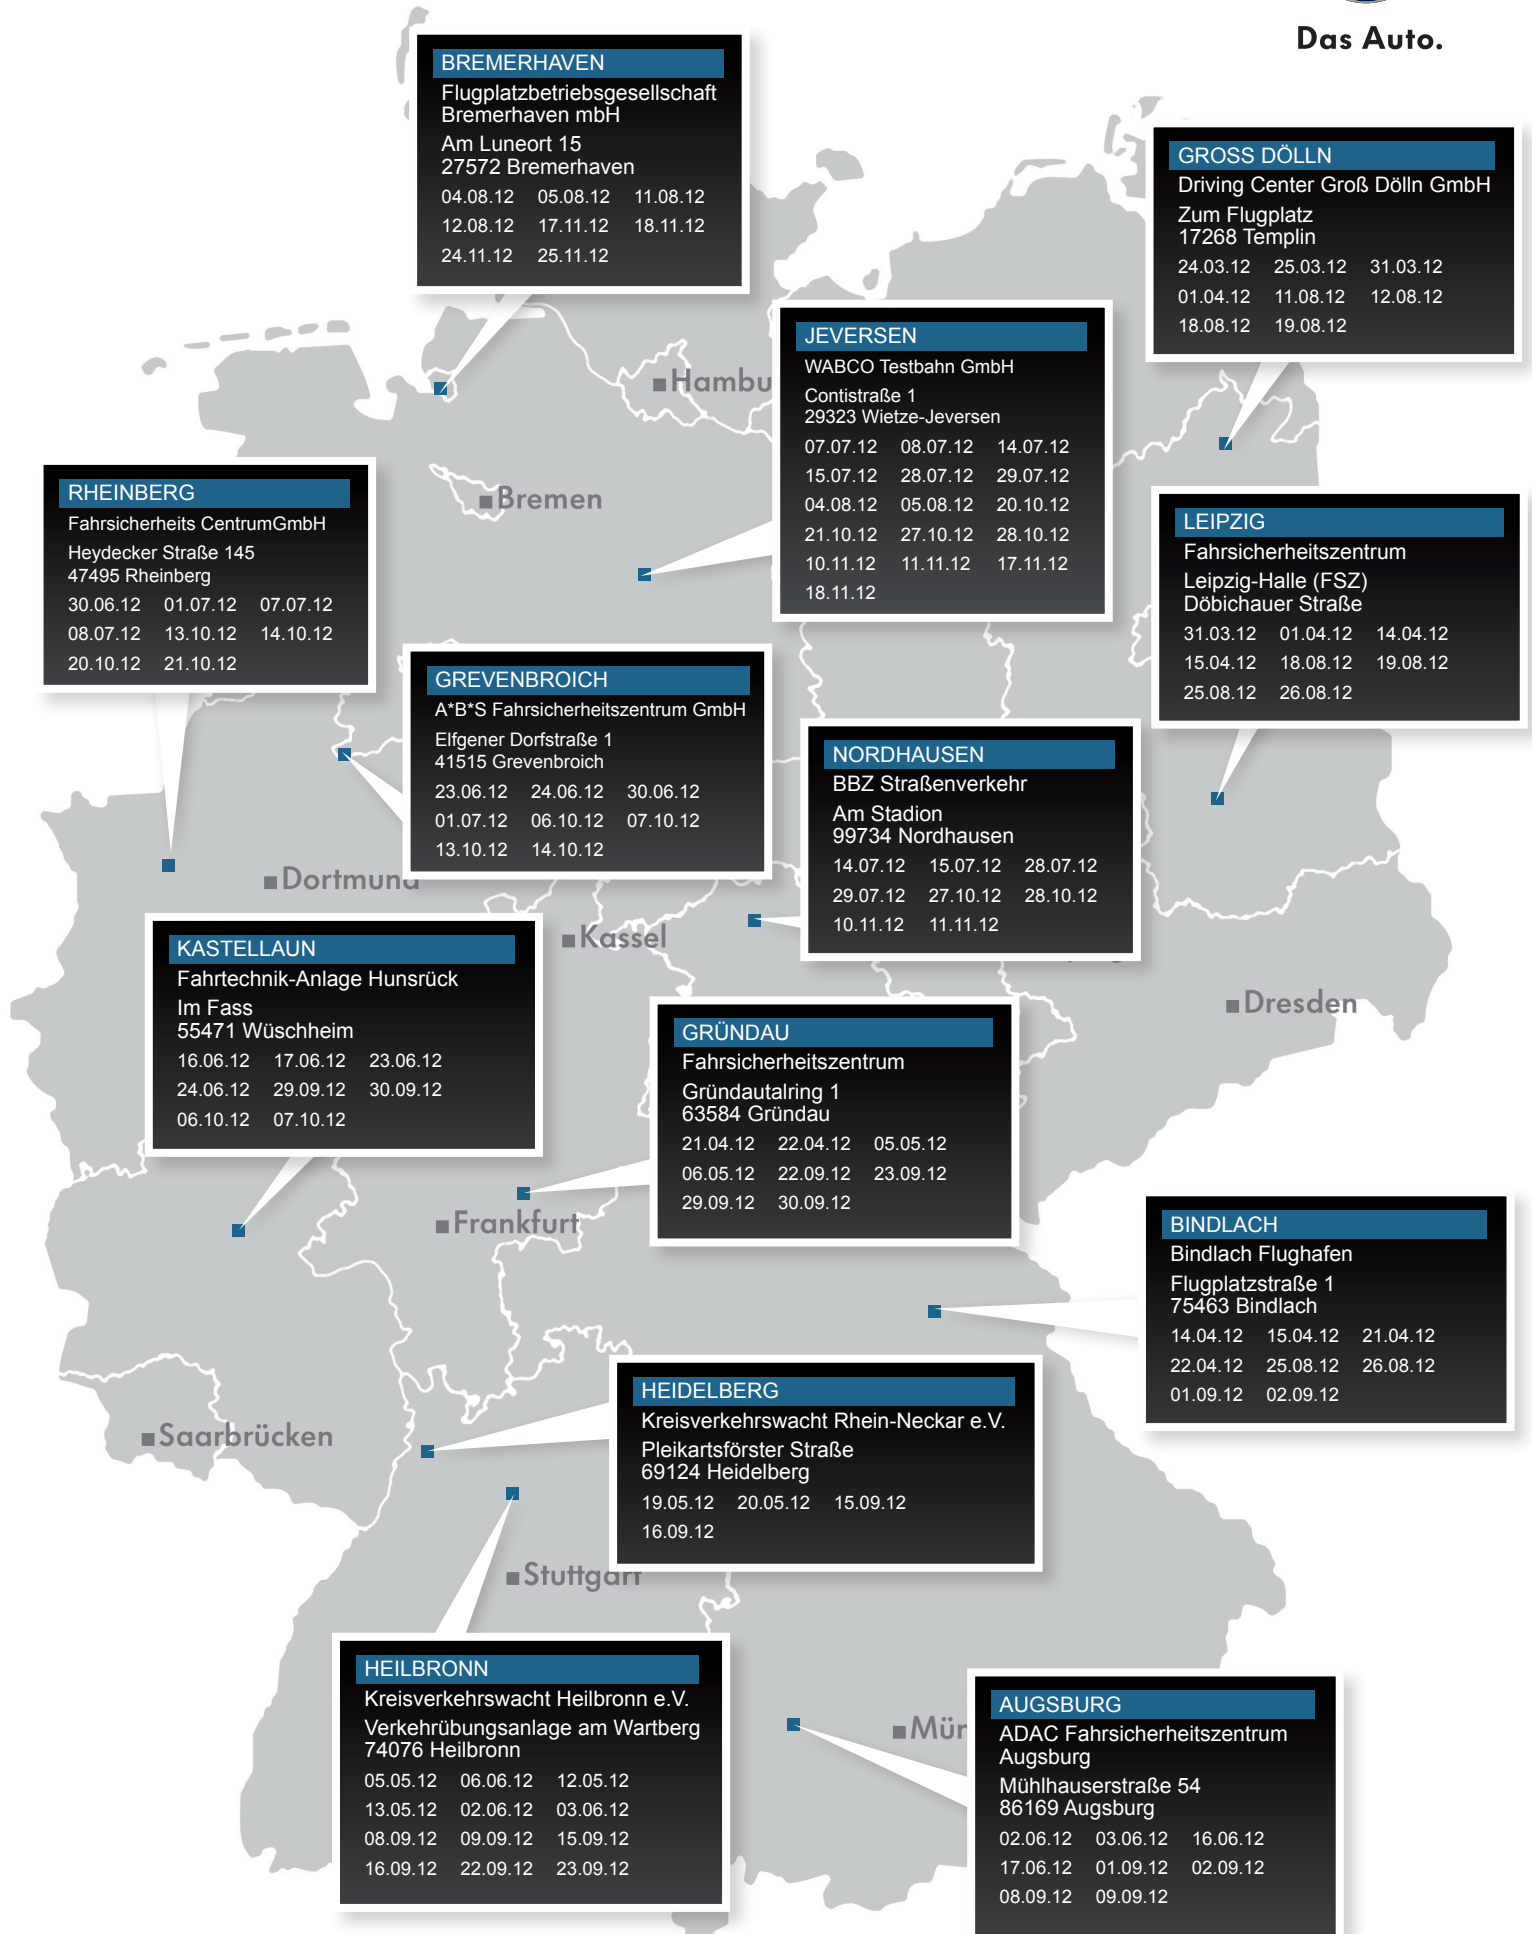 Das Auto.
BREMERHAVEN
Flugplatzbetriebsgesellschaft
Bremerhaven mbH
Am Luneort 15
27572 Bremerhaven
04.08.12 05.08.12 11.08.12
12.08.12 17.11.12 18.11.12
24.11.12 25.11.12
GROSS DÖLLN
Driving Center Groß Dölln GmbH
Zum Flugplatz
17268 Templin
24.03.12 25.03.12 31.03.12
01.04.12 11.08.12 12.08.12
18.08.12 19.08.12
JEVERSEN
WABCO Testbahn GmbH
Contistraße 1
29323 Wietze-Jeversen
07.07.12 08.07.12 14.07.12
15.07.12 28.07.12 29.07.12
04.08.12 05.08.12 20.10.12
21.10.12 27.10.12 28.10.12
10.11.12 11.11.12 17.11.12
18.11.12
Hambu
Bremen
RHEINBERG
Fahrsicherheits CentrumGmbH
Heydecker Straße 145
47495 Rheinberg
30.06.12 01.07.12 07.07.12
08.07.12 13.10.12 14.10.12
20.10.12 21.10.12
LEIPZIG
Fahrsicherheitszentrum
Leipzig-Halle (FSZ)
Döbichauer Straße
31.03.12 01.04.12 14.04.12
15.04.12 18.08.12 19.08.12
25.08.12 26.08.12
GREVENBROICH
A*B*S Fahrsicherheitszentrum GmbH
Elfgener Dorfstraße 1
41515 Grevenbroich
23.06.12 24.06.12 30.06.12
01.07.12 06.10.12 07.10.12
13.10.12 14.10.12
NORDHAUSEN
BBZ Straßenverkehr
Am Stadion
99734 Nordhausen
14.07.12 15.07.12 28.07.12
29.07.12 27.10.12 28.10.12
10.11.12 11.11.12
Dortmund
Kassel
Dresden
KASTELLAUN
Fahrtechnik-Anlage Hunsrück
Im Fass
55471 Wüschheim
16.06.12 17.06.12 23.06.12
24.06.12 29.09.12 30.09.12
06.10.12 07.10.12
GRÜNDAU
Fahrsicherheitszentrum
Gründautalring 1
63584 Gründau
21.04.12 22.04.12 05.05.12
06.05.12 22.09.12 23.09.12
29.09.12 30.09.12
Frankfurt
BINDLACH
Bindlach Flughafen
Flugplatzstraße 1
75463 Bindlach
14.04.12 15.04.12 21.04.12
22.04.12 25.08.12 26.08.12
01.09.12 02.09.12
HEIDELBERG
Kreisverkehrswacht Rhein-Neckar e.V.
Pleikartsförster Straße
69124 Heidelberg
19.05.12 20.05.12 15.09.12
16.09.12
Saarbrücken
Stuttgart
HEILBRONN
Kreisverkehrswacht Heilbronn e.V.
Verkehrübungsanlage am Wartberg
74076 Heilbronn
05.05.12 06.06.12 12.05.12
13.05.12 02.06.12 03.06.12
08.09.12 09.09.12 15.09.12
16.09.12 22.09.12 23.09.12
Mün
AUGSBURG
ADAC Fahrsicherheitszentrum
Augsburg
Mühlhauserstraße 54
86169 Augsburg
02.06.12 03.06.12 16.06.12
17.06.12 01.09.12 02.09.12
08.09.12 09.09.12